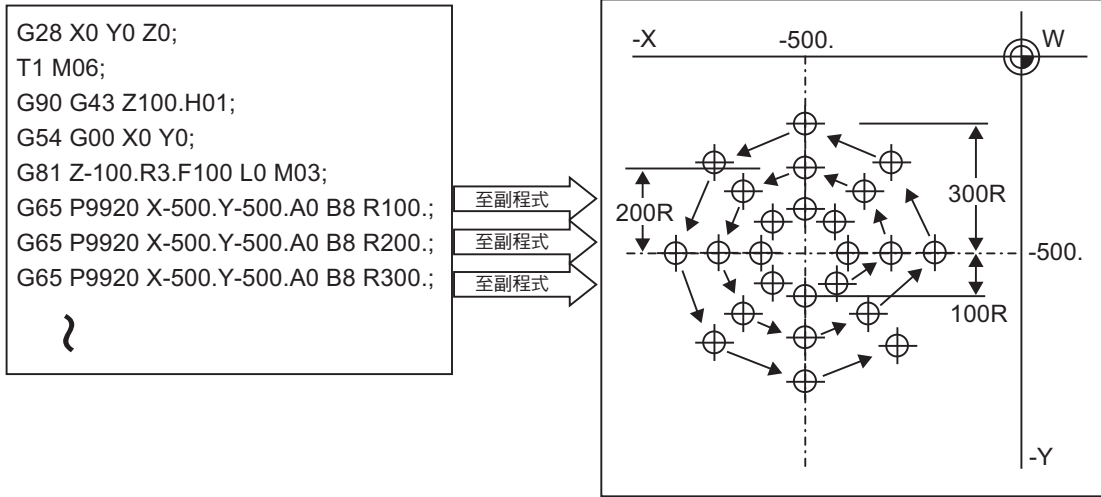 G28 X0 Y0 Z0;
T1 M06;
G90 G43 Z100.H01;
G54 G00 X0 Y0;
G81 Z-100.R3.F100 L0 M03;
G65 P9920 X-500.Y-500.A0 B8 R100.;
G65 P9920 X-500.Y-500.A0 B8 R200.;
G65 P9920 X-500.Y-500.A0 B8 R300.;
至副程式
至副程式
至副程式
-X
-500.
W
300R
200R
-500.
100R
-Y